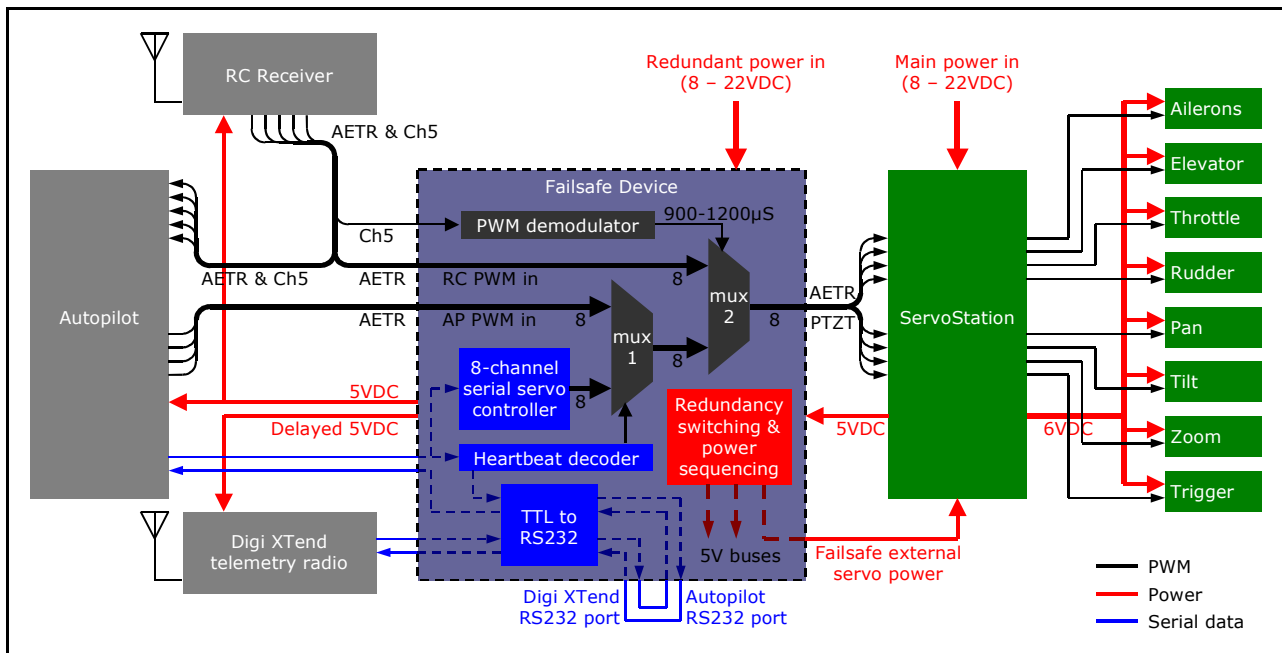 RC Receiver
AETR & Ch5
Redundant power in
(8 – 22VDC)
Main power in
(8 – 22VDC)
Ailerons
Elevator
Throttle
Rudder
Pan
Tilt
Zoom
Trigger
Failsafe Device
900-1200µS
PWM demodulator
Ch5
AETR & Ch5
AETR
RC PWM in
8
mux
2
8
AETR
PTZT
ServoStation
Autopilot
AETR
AP PWM in
8
mux
1
8
8-channel
serial servo
controller
8
Redundancy
switching &
power
sequencing
5VDC
Delayed 5VDC
5VDC
6VDC
Heartbeat decoder
TTL to
RS232
5V buses
Failsafe external
servo power
Digi XTend
telemetry radio
Digi XTend
RS232 port
Autopilot
RS232 port
PWM
Power
Serial data